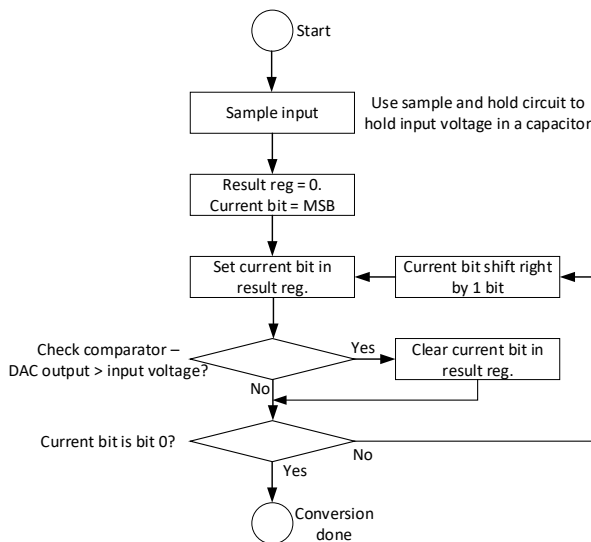 Start
Sample input
Use sample and hold circuit to
hold input voltage in a capacitor
Result reg = 0.
Current bit = MSB
Set current bit in
result reg.
Current bit shift right
by 1 bit
Check comparator –
DAC output > input voltage?
Yes
Clear current bit in
result reg.
No
Current bit is bit 0?
No
Yes
Conversion
done